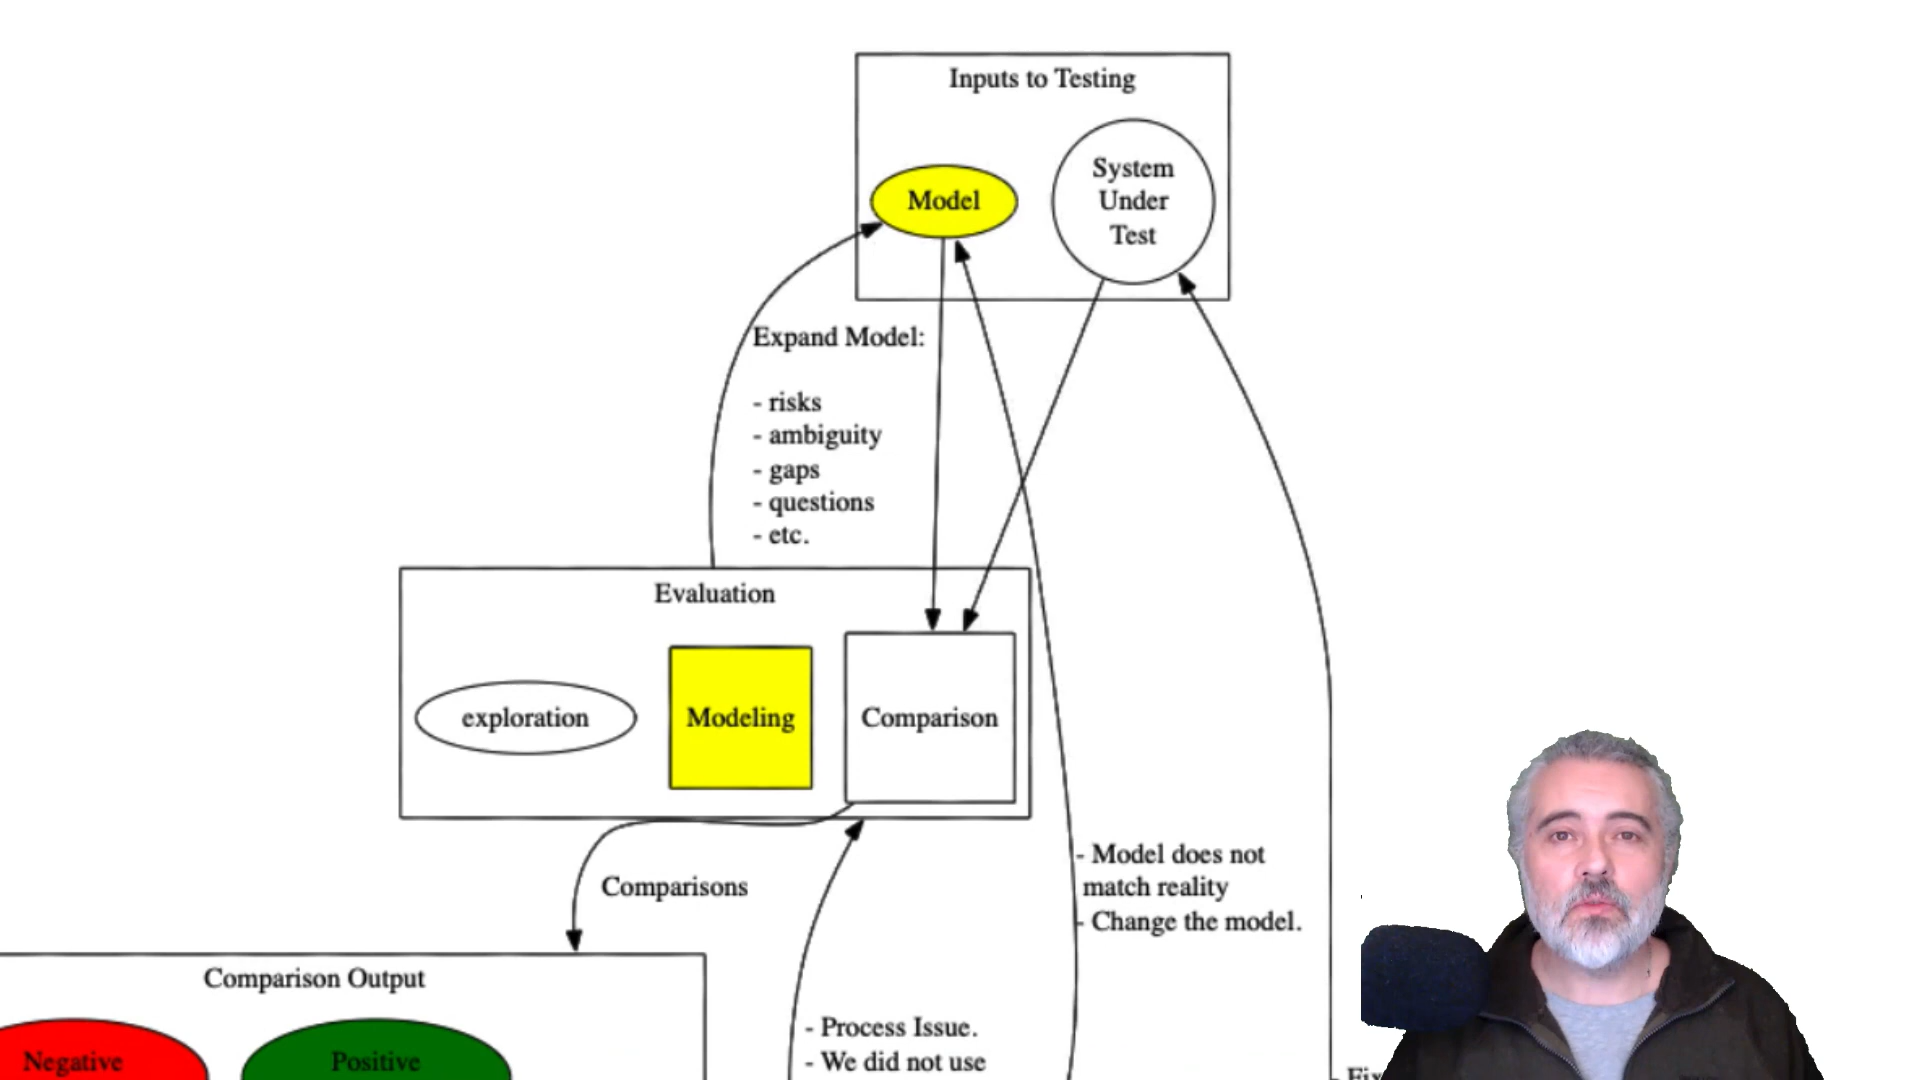 Inputs to Testing
Model
System
Under
Test
Expand Model:
- risks
- ambiguity
- gaps
- questions
- etc.
Evaluation
exploration
Modeling
Comparison
Comparisons
- Model does not
match reality
- Change the model.
Comparison Output
Negative
Positive
- Process Issue.
- We did not use